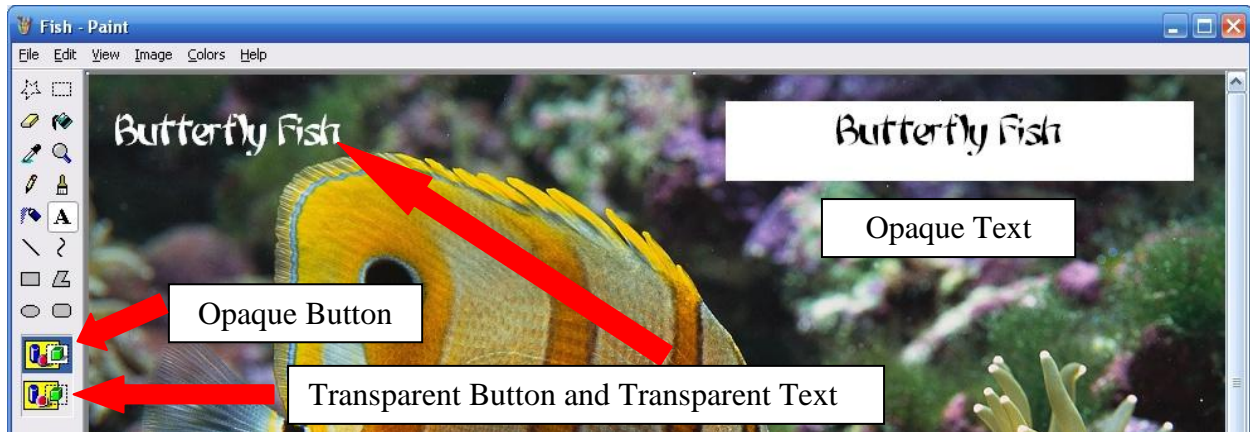 Fish - Paint
File Edit View Image Colors Help
Butterfly Fish
Butterfly Fish
A
Opaque Text
Opaque Button
Transparent Button and Transparent Text